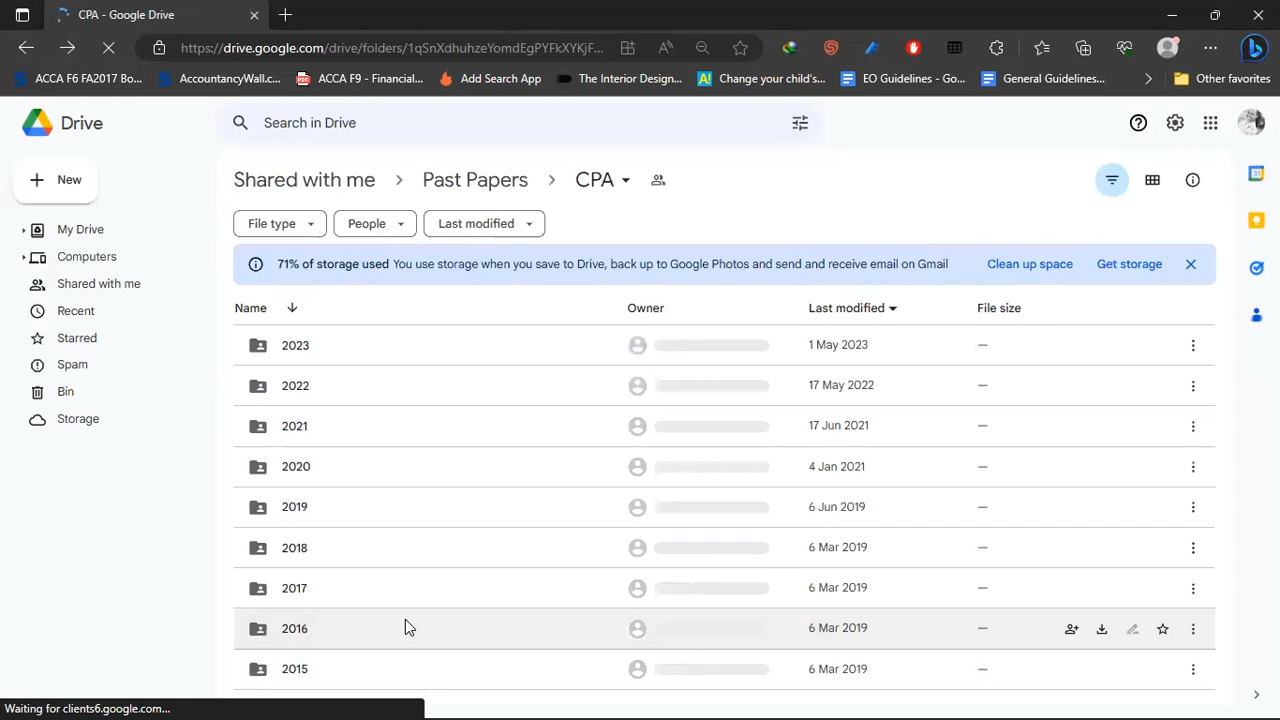 CPA - Google Drive
https://drive.google.com/drive/folders/1qSnXdhuhzeYomdEgPYFkXYKjF...
ACCA F6 FA2017 Bo...
AccountancyWall.c...
ACCA F9 - Financial...
Add Search App
The Interior Design...
A!
Change your child's...
EO Guidelines - Go...
General Guidelines...
Other favorites
Drive
Search in Drive
New
My Drive
Computers
Shared with me
Recent
Starred
Spam
Bin
Storage
Shared with me > Past Papers > CPA
File type
People
Last modified
71% of storage used You use storage when you save to Drive, back up to Google Photos and send and receive email on Gmail
Clean up space
Get storage
Name Owner Last modified File size
2023 1 May 2023 —
2022 17 May 2022 —
2021 17 Jun 2021 —
2020 4 Jan 2021 —
2019 6 Jun 2019 —
2018 6 Mar 2019 —
2017 6 Mar 2019 —
2016 6 Mar 2019 —
2015 6 Mar 2019 —
Waiting for clients6.google.com...